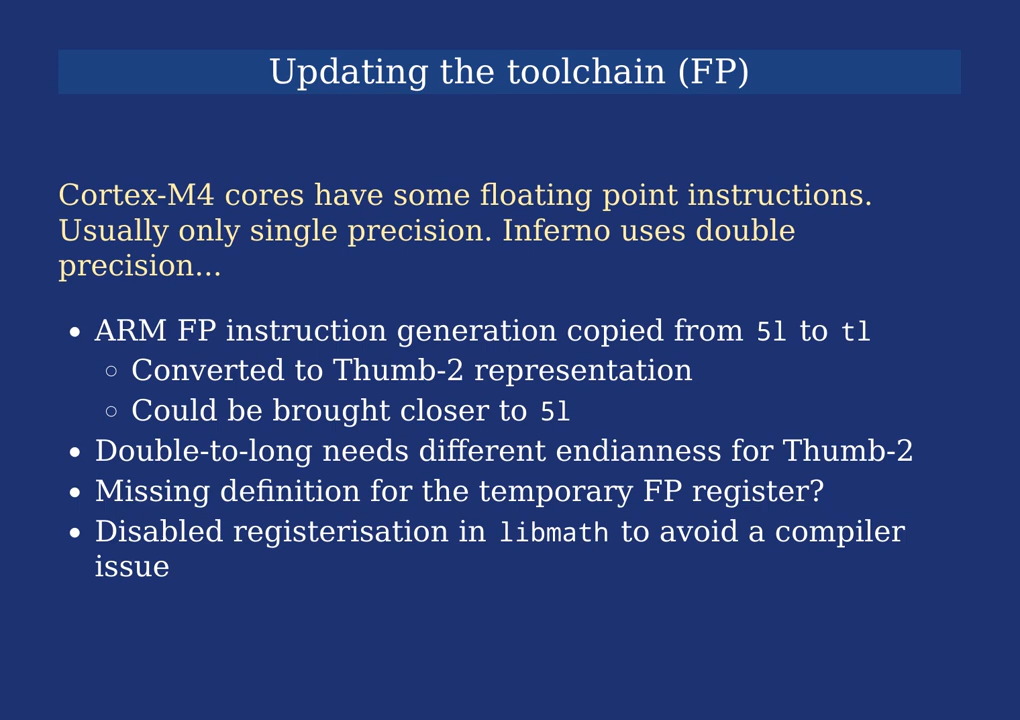 Updating the toolchain (FP)
Cortex-M4 cores have some floating point instructions.
Usually only single precision. Inferno uses double
precision...
• ARM FP instruction generation copied from 5l to tl
○ Converted to Thumb-2 representation
○ Could be brought closer to 5l
• Double-to-long needs different endianness for Thumb-2
• Missing definition for the temporary FP register?
• Disabled registerisation in libmath to avoid a compiler
issue